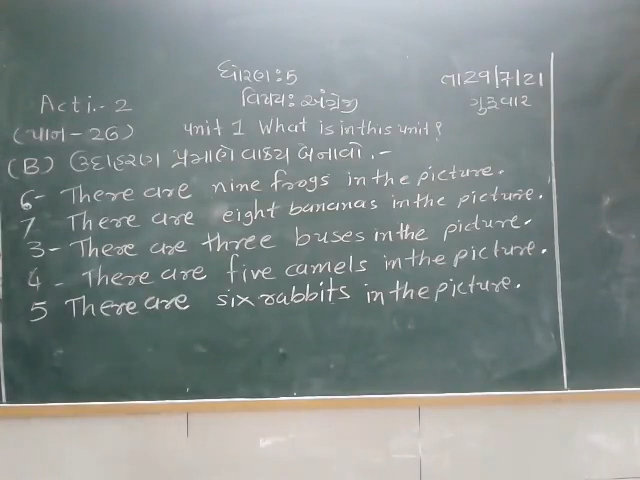 ધોરણ: 5
તા 29/7/21
Acti.- 2
વિષય: અંગ્રેજી
ગુરૂવાર
(પાન - 26)
unit 1 What is in this unit?
(B) ઉદાહરણ પ્રમાણે વાક્ય બનાવો.-
6- There are nine frogs in the picture.
7 There are eight bananas in the picture.
3- There are three buses in the picture.
4 - There are five camels in the picture.
5 There are six rabbits in the picture.